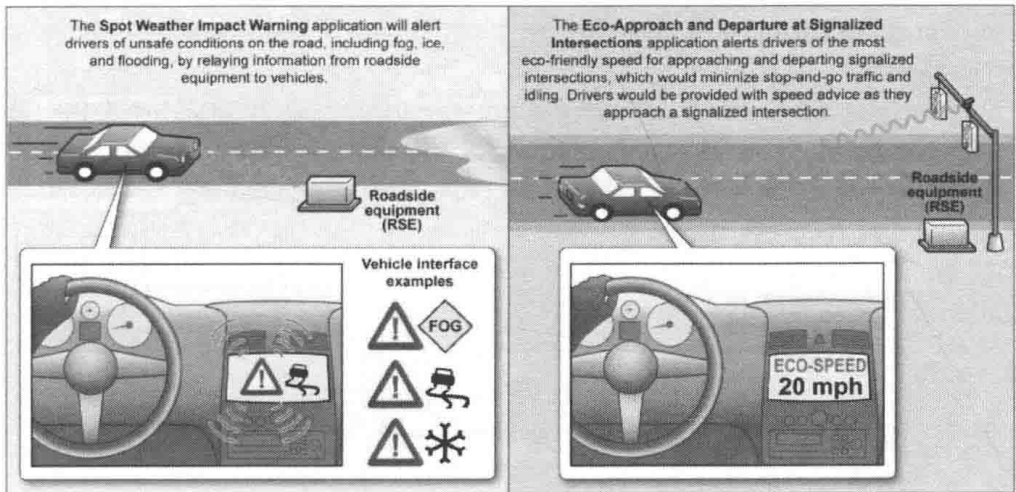 The Spot Weather Impact Warning application will alert
drivers of unsafe conditions on the road, including fog, ice,
and flooding, by relaying information from roadside
equipment to vehicles.
Roadside
equipment
(RSE)
Vehicle interface
examples
FOG
The Eco-Approach and Departure at Signalized
Intersections application alerts drivers of the most
eco-friendly speed for approaching and departing signalized
intersections, which would minimize stop-and-go traffic and
idling. Drivers would be provided with speed advice as they
approach a signalized intersection.
Roadside
equipment
(RSE)
ECO-SPEED
20 mph